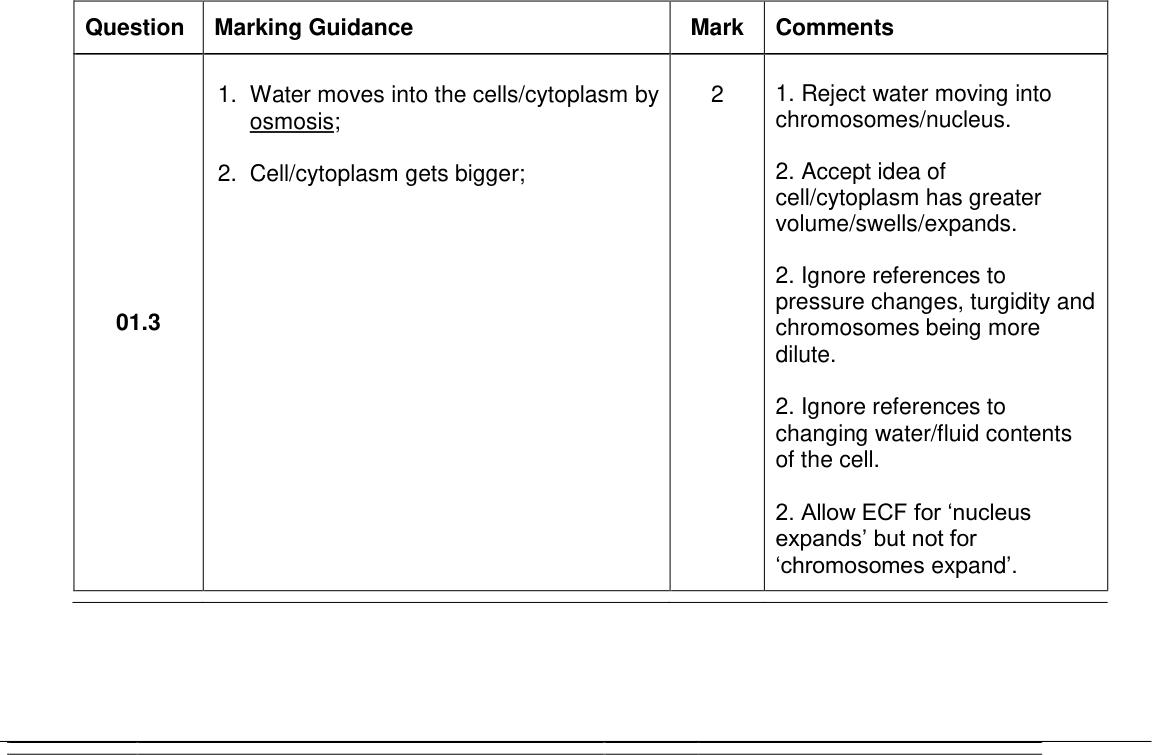 Question Marking Guidance Mark Comments
1. Water moves into the cells/cytoplasm by
osmosis;
2. Cell/cytoplasm gets bigger;
2
1. Reject water moving into
chromosomes/nucleus.
2. Accept idea of
cell/cytoplasm has greater
volume/swells/expands.
2. Ignore references to
pressure changes, turgidity and
chromosomes being more
dilute.
2. Ignore references to
changing water/fluid contents
of the cell.
2. Allow ECF for ‘nucleus
expands’ but not for
‘chromosomes expand’.
01.3